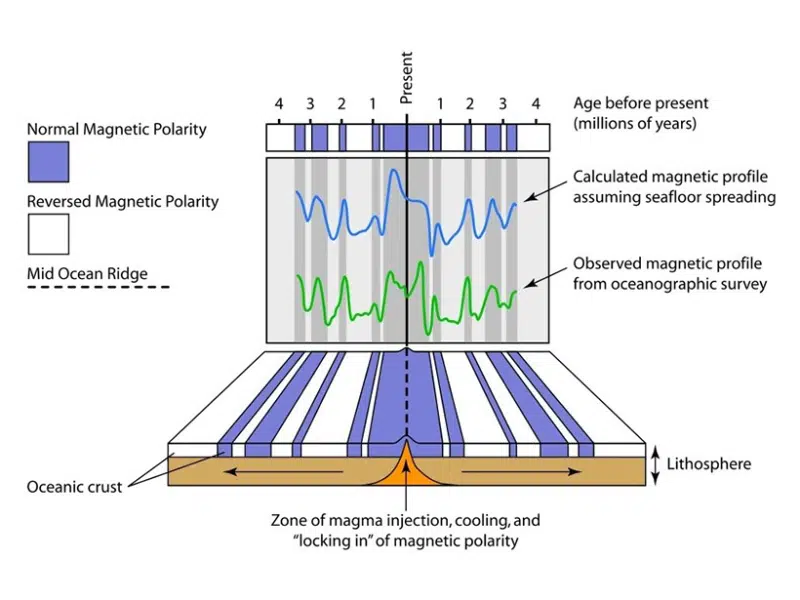 Present
4 3 2 1 1 2 3 4
Age before present
(millions of years)
Normal Magnetic Polarity
Reversed Magnetic Polarity
Mid Ocean Ridge
Calculated magnetic profile
assuming seafloor spreading
Observed magnetic profile
from oceanographic survey
Lithosphere
Oceanic crust
Zone of magma injection, cooling, and
"locking in" of magnetic polarity